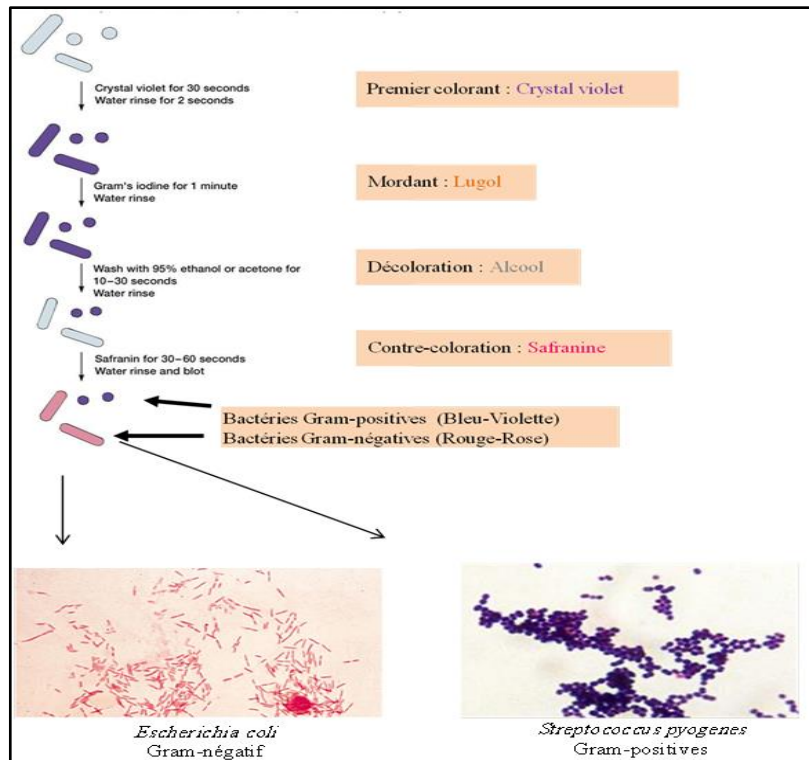 Crystal violet for 30 seconds
Water rinse for 2 seconds
Premier colorant : Crystal violet
Gram's iodine for 1 minute
Water rinse
Mordant : Lugol
Wash with 95% ethanol or acetone for
10–30 seconds
Water rinse
Décoloration : Alcool
Safranin for 30–60 seconds
Water rinse and blot
Contre-coloration : Safranine
Bactéries Gram-positives (Bleu-Violette)
Bactéries Gram-négatives (Rouge-Rose)
Escherichia coli
Gram-négatif
Streptococcus pyogenes
Gram-positives